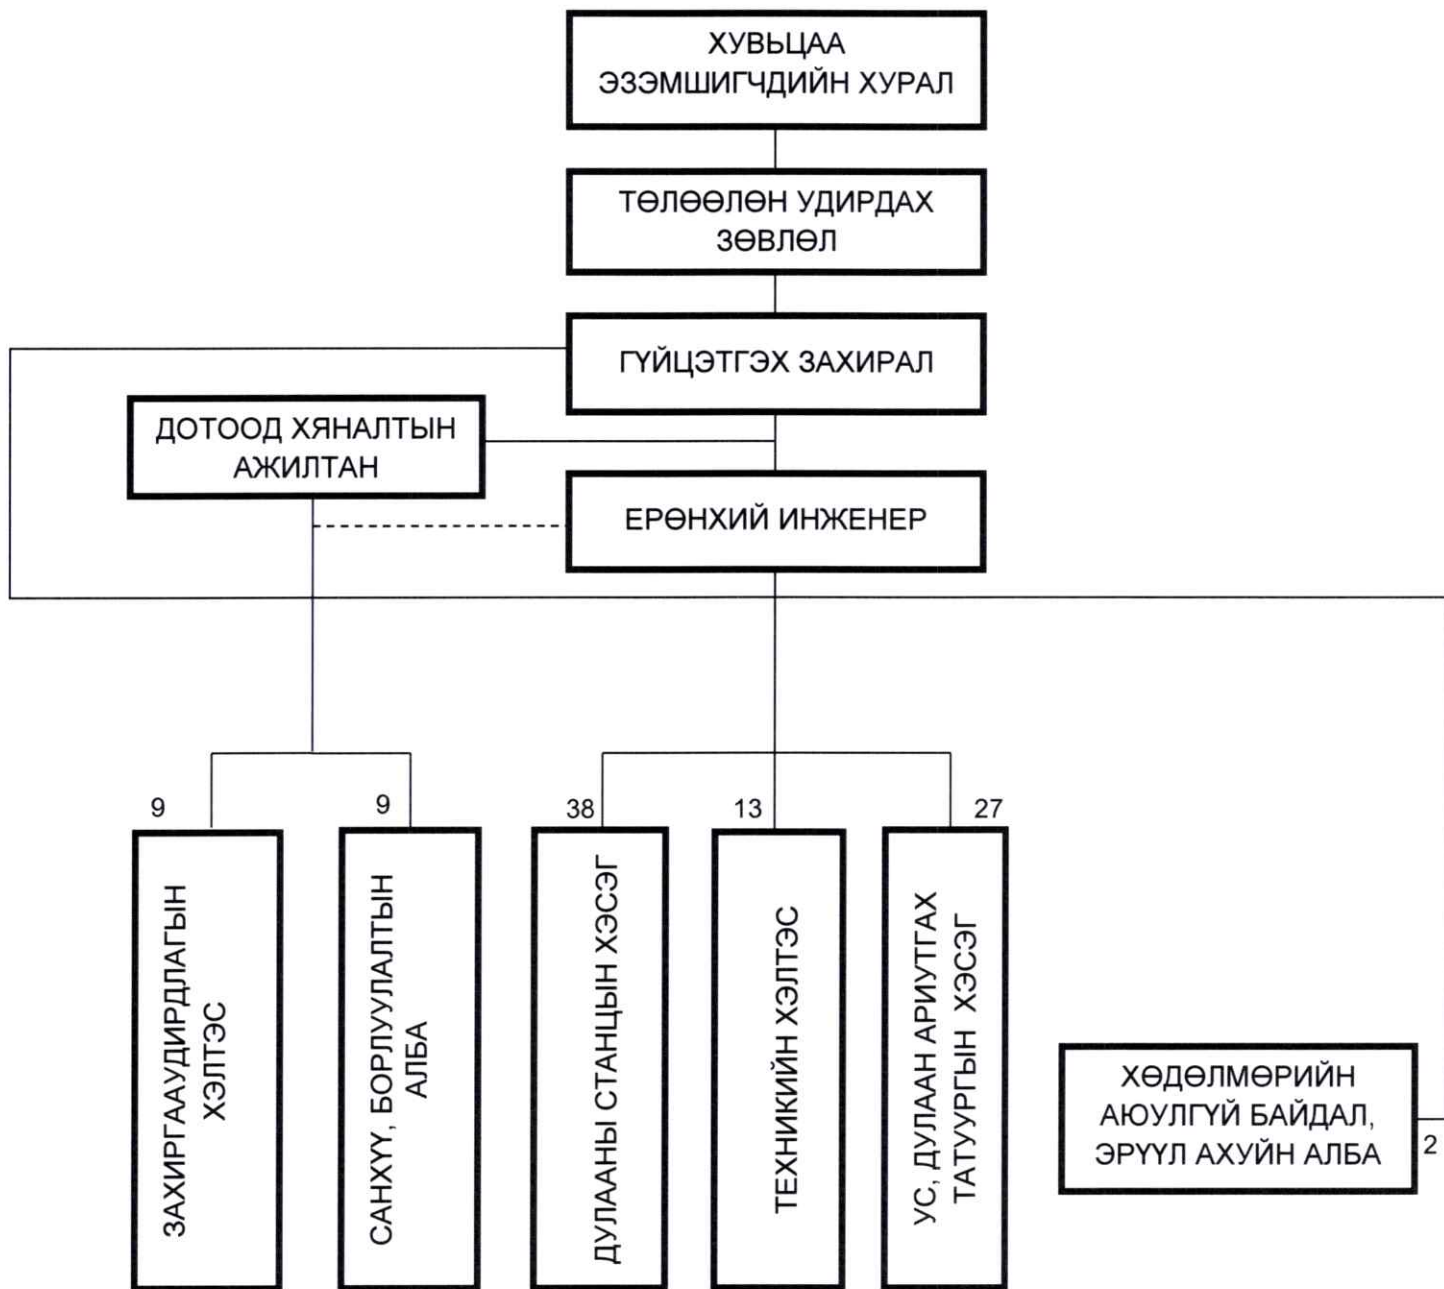 ХУВЬЦАА
ЭЗЭМШИГЧДИЙН ХУРАЛ
ТӨЛӨӨЛӨН УДИРДАХ
ЗӨВЛӨЛ
ГҮЙЦЭТГЭХ ЗАХИРАЛ
ДОТООД ХЯНАЛТЫН
АЖИЛТАН
ЕРӨНХИЙ ИНЖЕНЕР
9
ЗАХИРГААУДИРДЛАГЫН
ХЭЛТЭС
9
САНХҮҮ, БОРЛУУЛАЛТЫН
АЛБА
38
ДУЛААНЫ СТАНЦЫН ХЭСЭГ
13
ТЕХНИКИЙН ХЭЛТЭС
27
УС, ДУЛААН АРИУТГАХ
ТАТУУРГЫН ХЭСЭГ
ХӨДӨЛМӨРИЙН
АЮУЛГҮЙ БАЙДАЛ,
ЭРҮҮЛ АХУЙН АЛБА
2